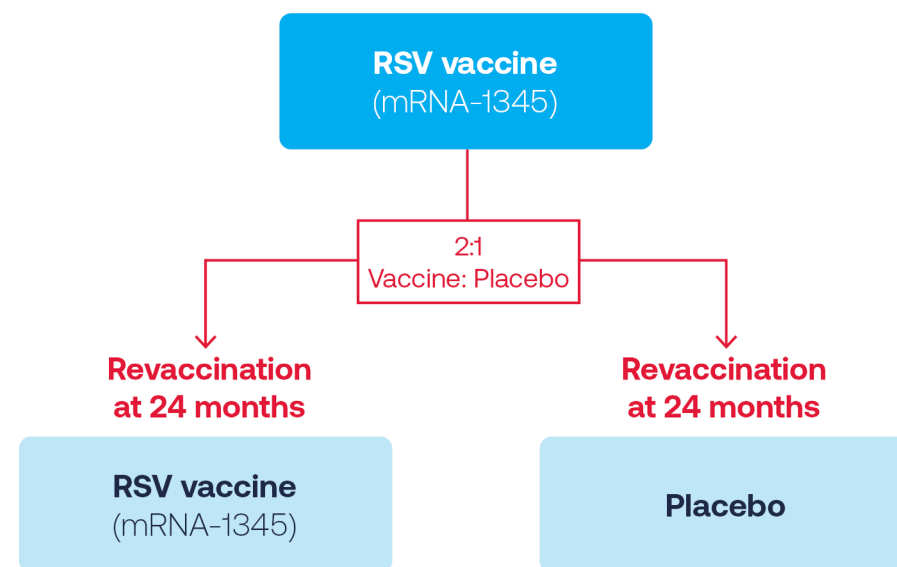 RSV vaccine
(mRNA-1345)
2:1
Vaccine: Placebo
Revaccination
at 24 months
RSV vaccine
(mRNA-1345)
Revaccination
at 24 months
Placebo